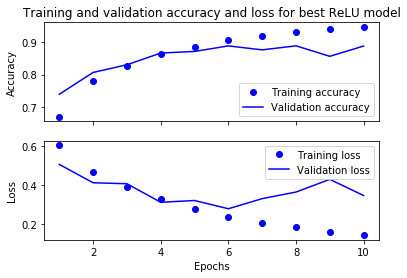 Training and validation accuracy and loss for best ReLU model
0.9
0.8
0.7
Accuracy
Training accuracy
Validation accuracy
0.6
0.4
0.2
Loss
Training loss
Validation loss
2
4
6
8
10
Epochs